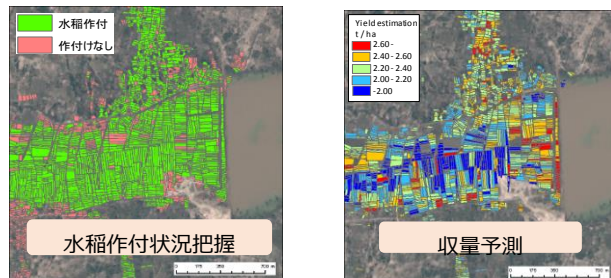 水稲作付
作付けなし
水稲作付状況把握
Yield estimation
t / ha
2.60 -
2.40 - 2.60
2.20 - 2.40
2.00 - 2.20
-2.00
収量予測